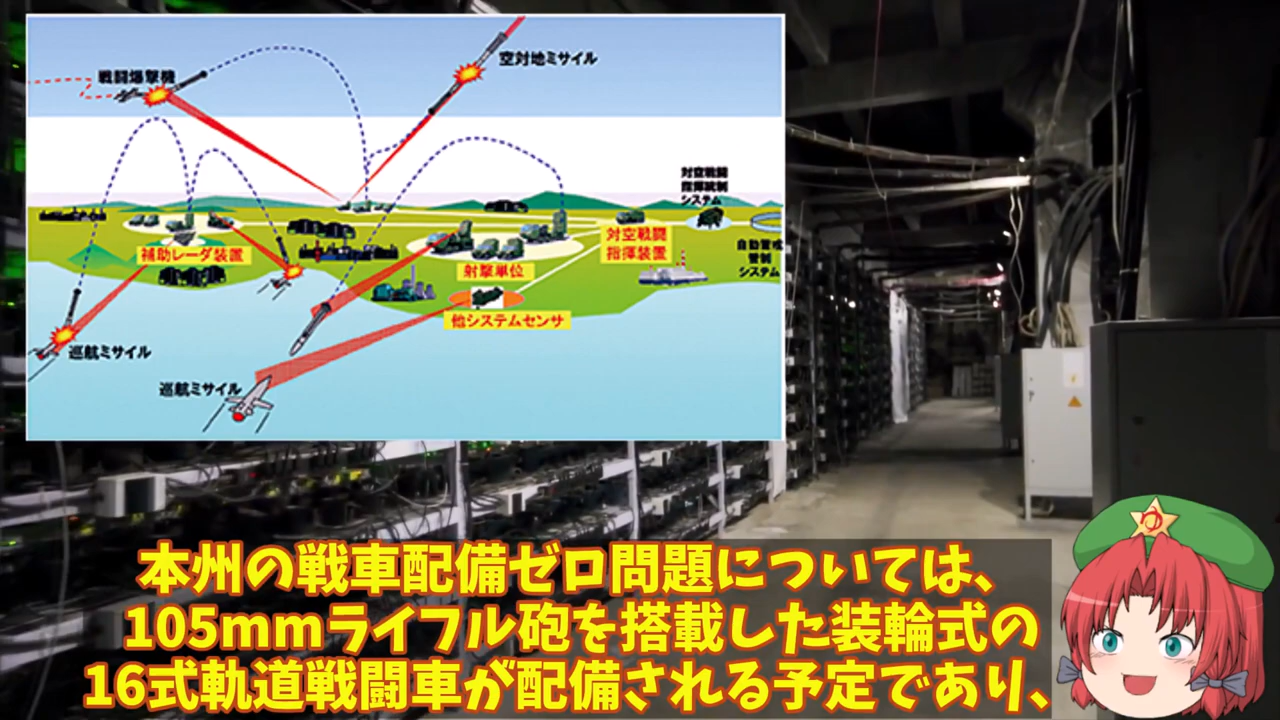 空対地ミサイル
戦闘爆撃機
対空戦闘
指揮統制
システム
対空戦闘
指揮装置
自動警戒
管制
システム
補助レーダ装置
射撃単位
他システムセンサ
巡航ミサイル
巡航ミサイル
本州の戦車配備ゼロ問題については、
105mmライフル砲を搭載した装輪式の
16式軌道戦闘車が配備される予定であり、